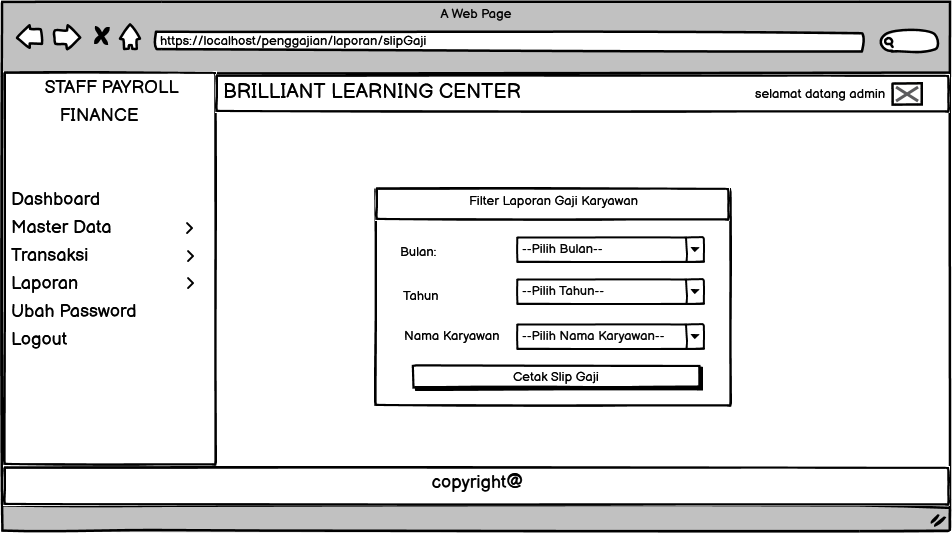 A Web Page
https://localhost/penggajian/laporan/slipGaji
STAFF PAYROLL
FINANCE
BRILLIANT LEARNING CENTER
selamat datang admin
Dashboard
Master Data
Transaksi
Laporan
Ubah Password
Logout
Filter Laporan Gaji Karyawan
Bulan:
--Pilih Bulan--
Tahun
--Pilih Tahun--
Nama Karyawan
--Pilih Nama Karyawan--
Cetak Slip Gaji
copyright@